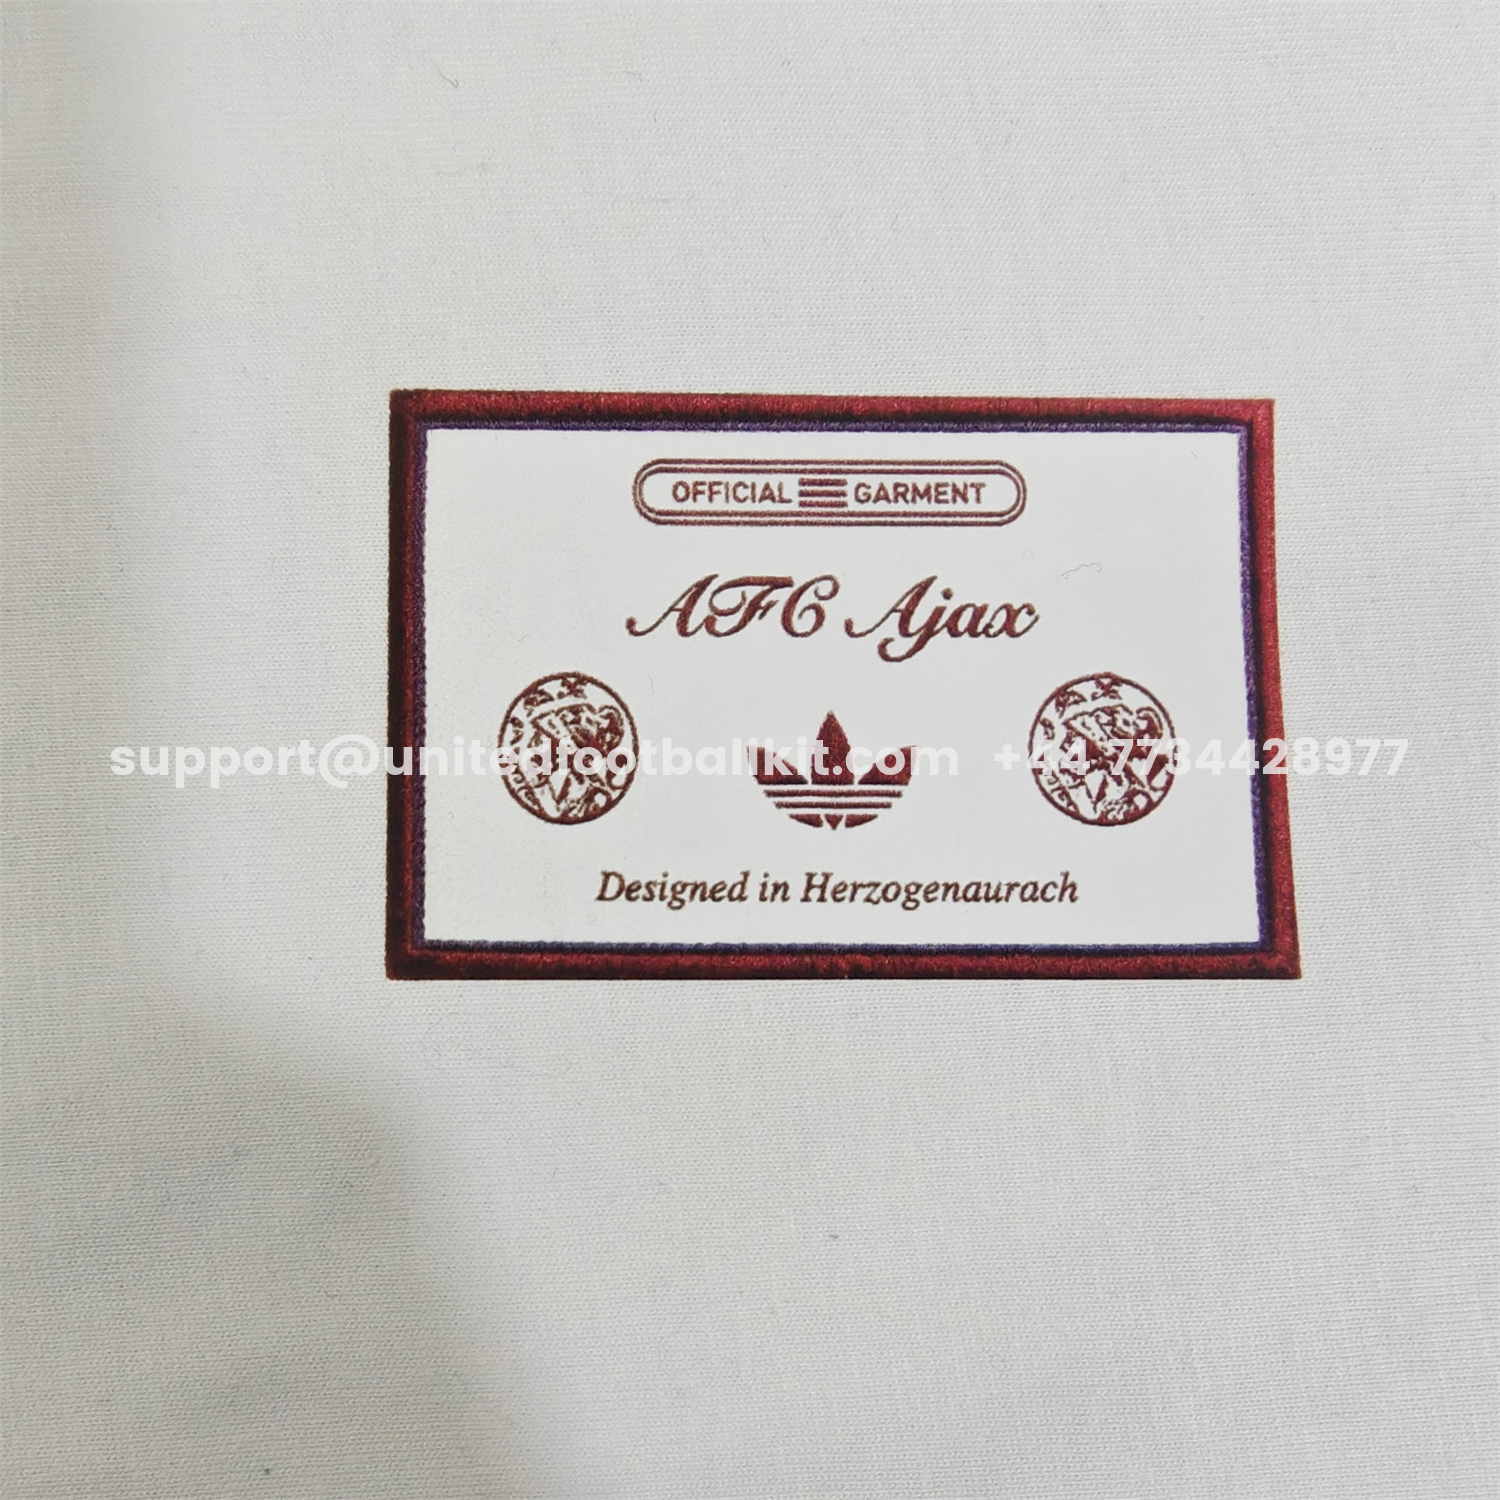 OFFICIAL GARMENT
AFC Ajax
support@unitedfootballkit.com +44 7734428977
Designed in Herzogenaurach